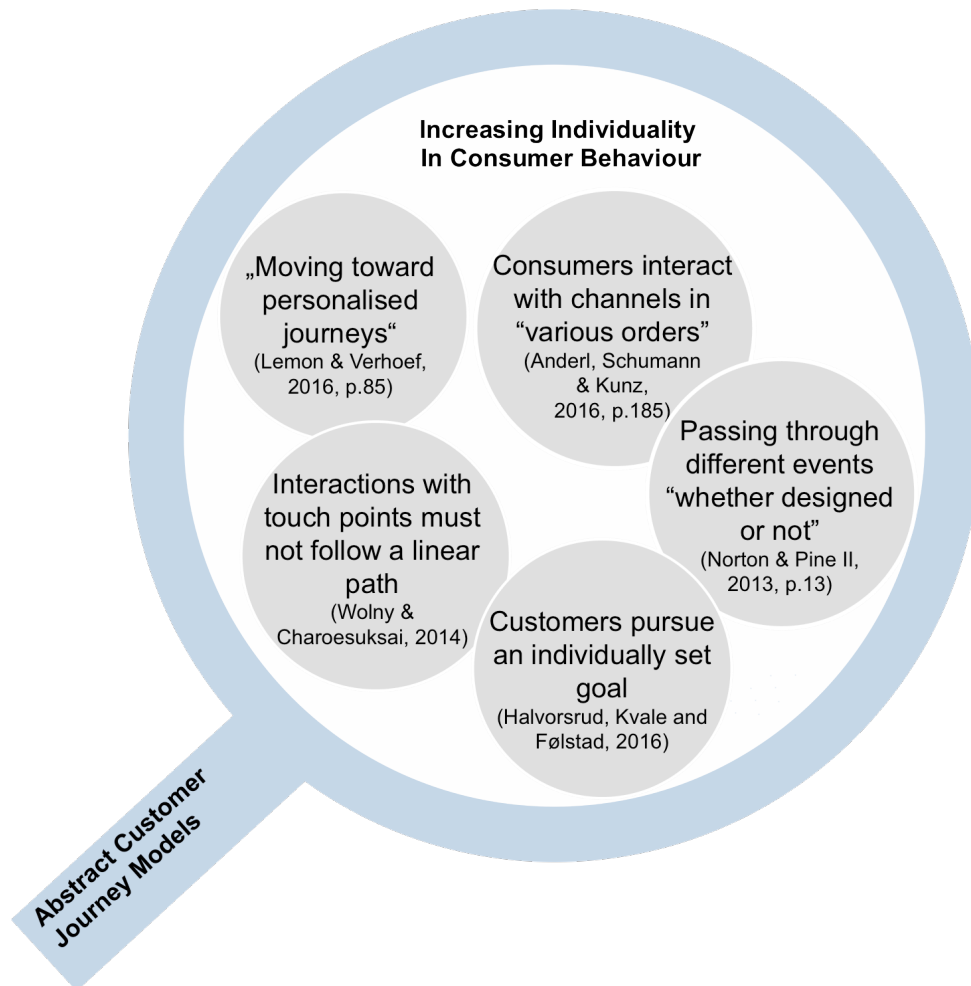 Increasing Individuality
In Consumer Behaviour
„Moving toward
personalised
journeys“
(Lemon & Verhoef,
2016, p.85)
Consumers interact
with channels in
“various orders”
(Anderl, Schumann
& Kunz,
2016, p.185)
Passing through
different events
“whether designed
or not”
(Norton & Pine II,
2013, p.13)
Interactions with
touch points must
not follow a linear
path
(Wolny &
Charoesuksai, 2014)
Customers pursue
an individually set
goal
(Halvorsrud, Kvale and
Følstad, 2016)
Abstract Customer
Journey Models